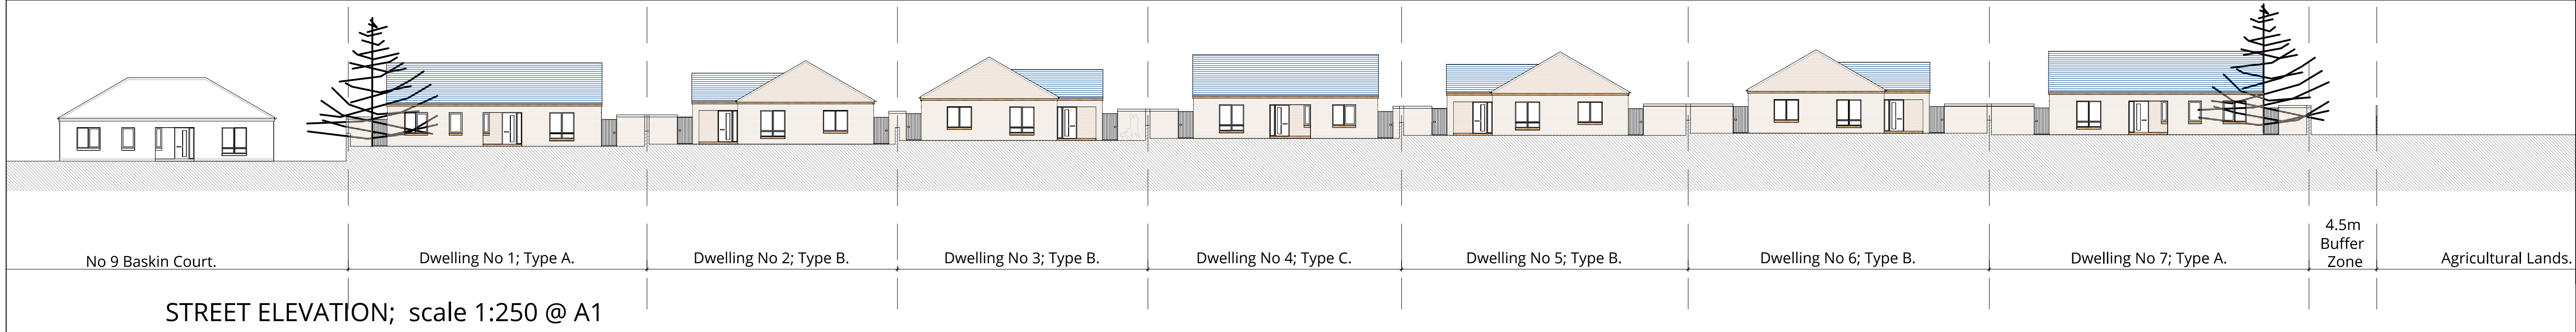 No 9 Baskin Court.
Dwelling No 1; Type A.
Dwelling No 2; Type B.
Dwelling No 3; Type B.
Dwelling No 4; Type C.
Dwelling No 5; Type B.
Dwelling No 6; Type B.
Dwelling No 7; Type A.
4.5m
Buffer
Zone
Agricultural Lands.
STREET ELEVATION; scale 1:250 @ A1